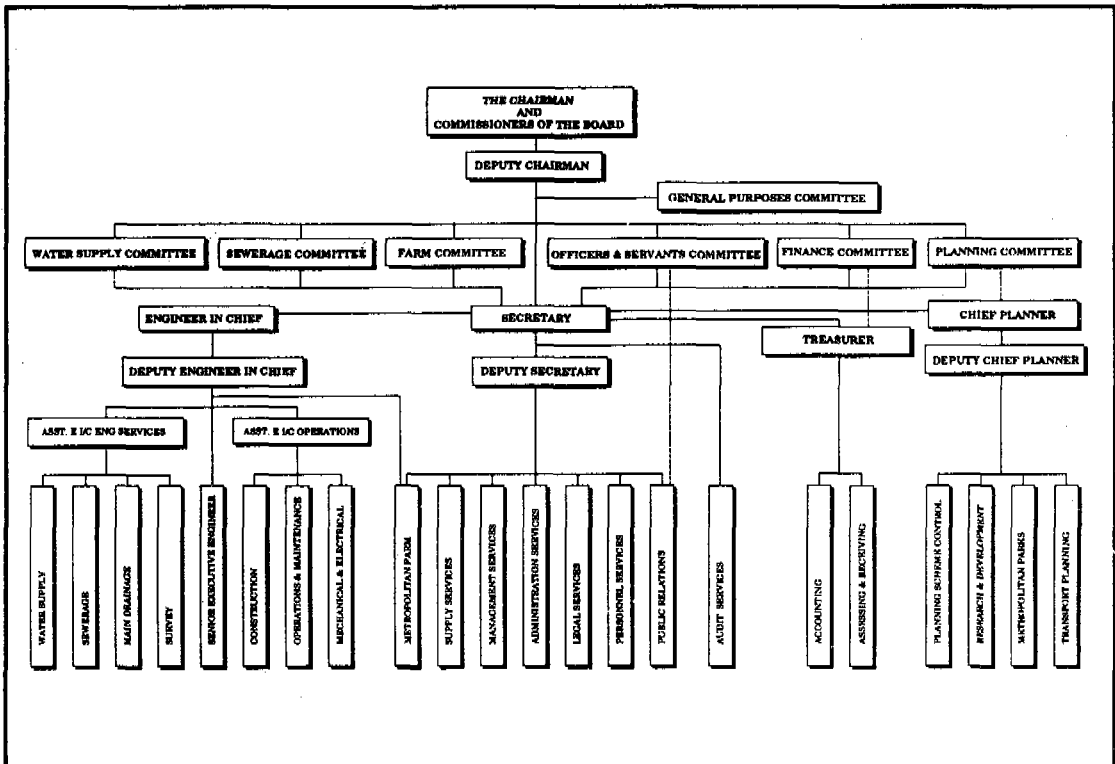 THE CHAIRMAN
AND
COMMISSIONERS OF THE BOARD
DEPUTY CHAIRMAN
GENERAL PURPOSES COMMITTEE
WATER SUPPLY COMMITTEE
SEWERAGE COMMITTEE
FARM COMMITTEE
OFFICERS & SERVANTS COMMITTEE
FINANCE COMMITTEE
PLANNING COMMITTEE
ENGINEER IN CHIEF
SECRETARY
CHIEF PLANNER
TREASURER
DEPUTY ENGINEER IN CHIEF
DEPUTY SECRETARY
DEPUTY CHIEF PLANNER
ASST. E I/C ENG SERVICES
ASST. E I/C OPERATIONS
WATER SUPPLY
SEWERAGE
MAIN DRAINAGE
SURVEY
SENIOR EXECUTIVE ENGINEER
CONSTRUCTION
OPERATIONS & MAINTENANCE
MECHANICAL & ELECTRICAL
METROPOLITAN FARM
SUPPLY SERVICES
MANAGEMENT SERVICES
ADMINISTRATION SERVICES
LEGAL SERVICES
PERSONNEL SERVICES
PUBLIC RELATIONS
AUDIT SERVICES
ACCOUNTING
ASSESSING & RECEIVING
PLANNING SCHEME CONTROL
RESEARCH & DEVELOPMENT
METROPOLITAN PARKS
TRANSPORT PLANNING